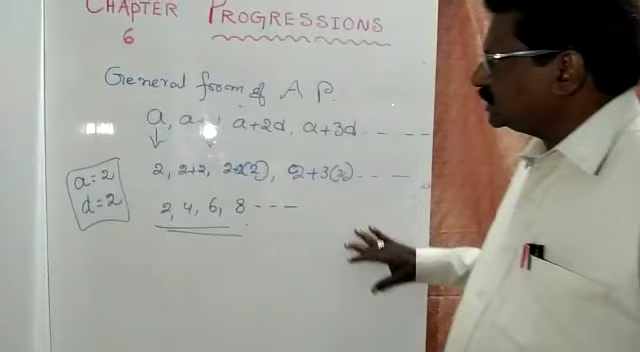 CHAPTER PROGRESSIONS
6
General form of A P.
a, a+ a+2d, a+3d - - - - -
2, 2+2, 2+2(2), 2+3(2) - - -
a=2
d=2
2, 4, 6, 8 - - -